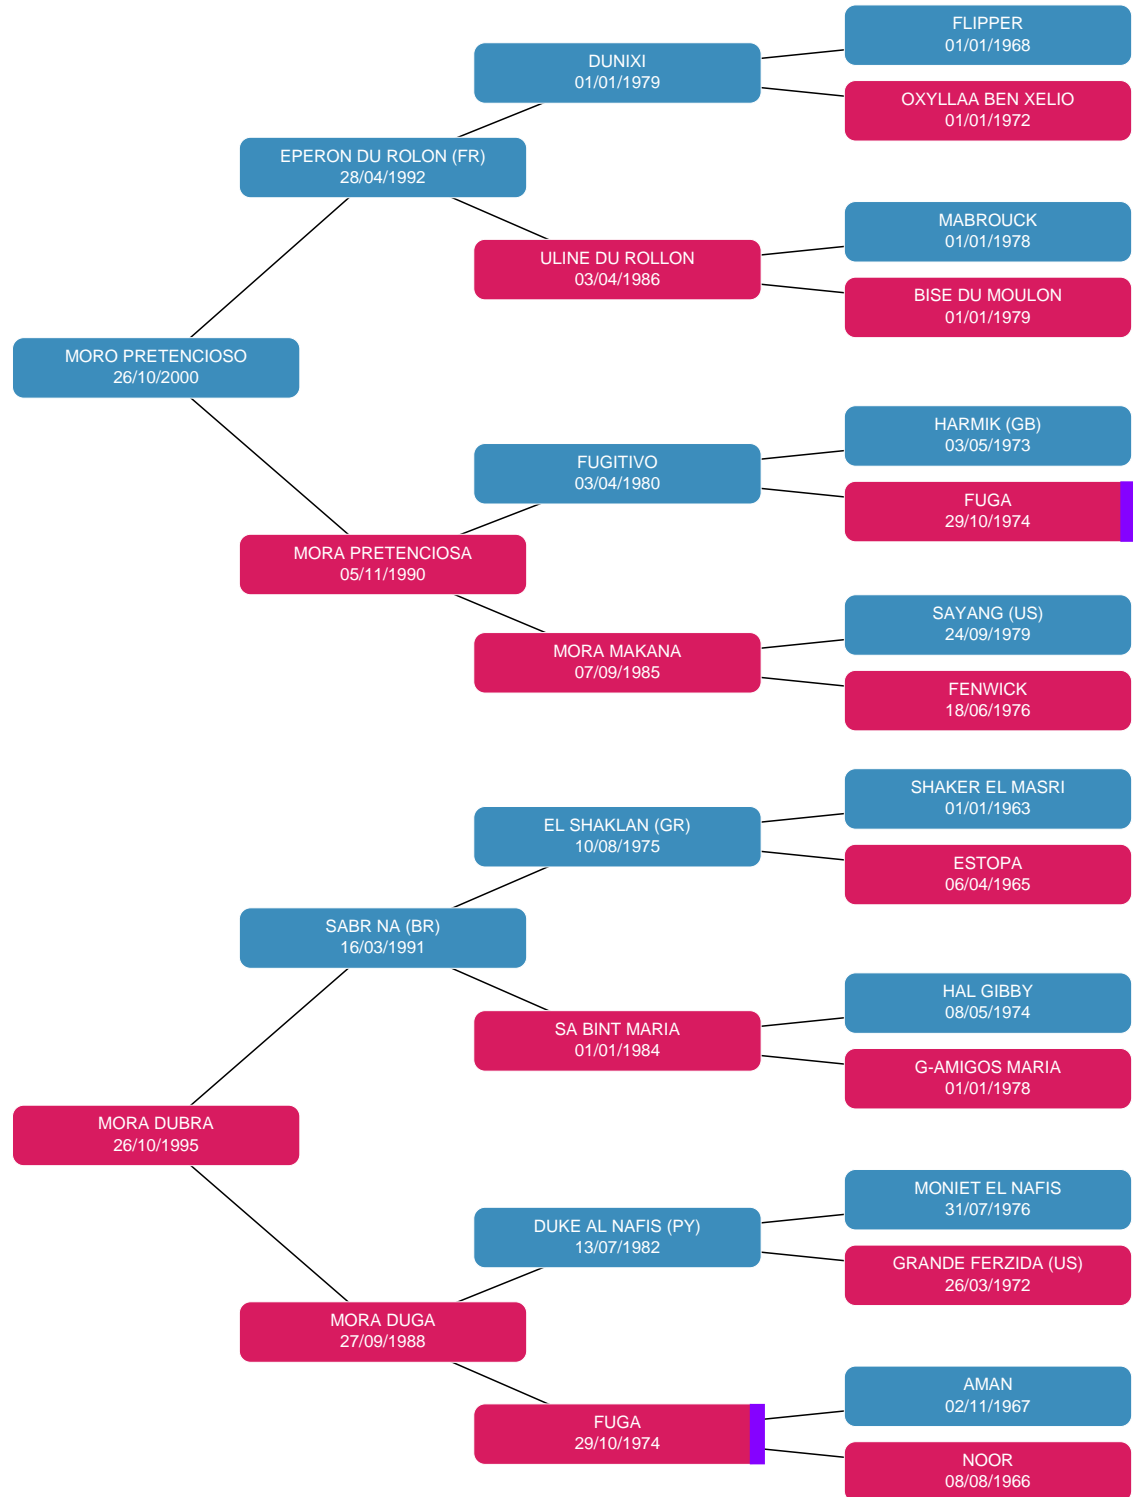 FLIPPER
01/01/1968
DUNIXI
01/01/1979
OXYLLAA BEN XELIO
01/01/1972
EPERON DU ROLON (FR)
28/04/1992
MABROUCK
01/01/1978
ULINE DU ROLLON
03/04/1986
BISE DU MOULON
01/01/1979
MORO PRETENCIOSO
26/10/2000
HARMIK (GB)
03/05/1973
FUGITIVO
03/04/1980
FUGA
29/10/1974
MORA PRETENCIOSA
05/11/1990
SAYANG (US)
24/09/1979
MORA MAKANA
07/09/1985
FENWICK
18/06/1976
SHAKER EL MASRI
01/01/1963
EL SHAKLAN (GR)
10/08/1975
ESTOPA
06/04/1965
SABR NA (BR)
16/03/1991
HAL GIBBY
08/05/1974
SA BINT MARIA
01/01/1984
G-AMIGOS MARIA
01/01/1978
MORA DUBRA
26/10/1995
MONIET EL NAFIS
31/07/1976
DUKE AL NAFIS (PY)
13/07/1982
GRANDE FERZIDA (US)
26/03/1972
MORA DUGA
27/09/1988
AMAN
02/11/1967
FUGA
29/10/1974
NOOR
08/08/1966